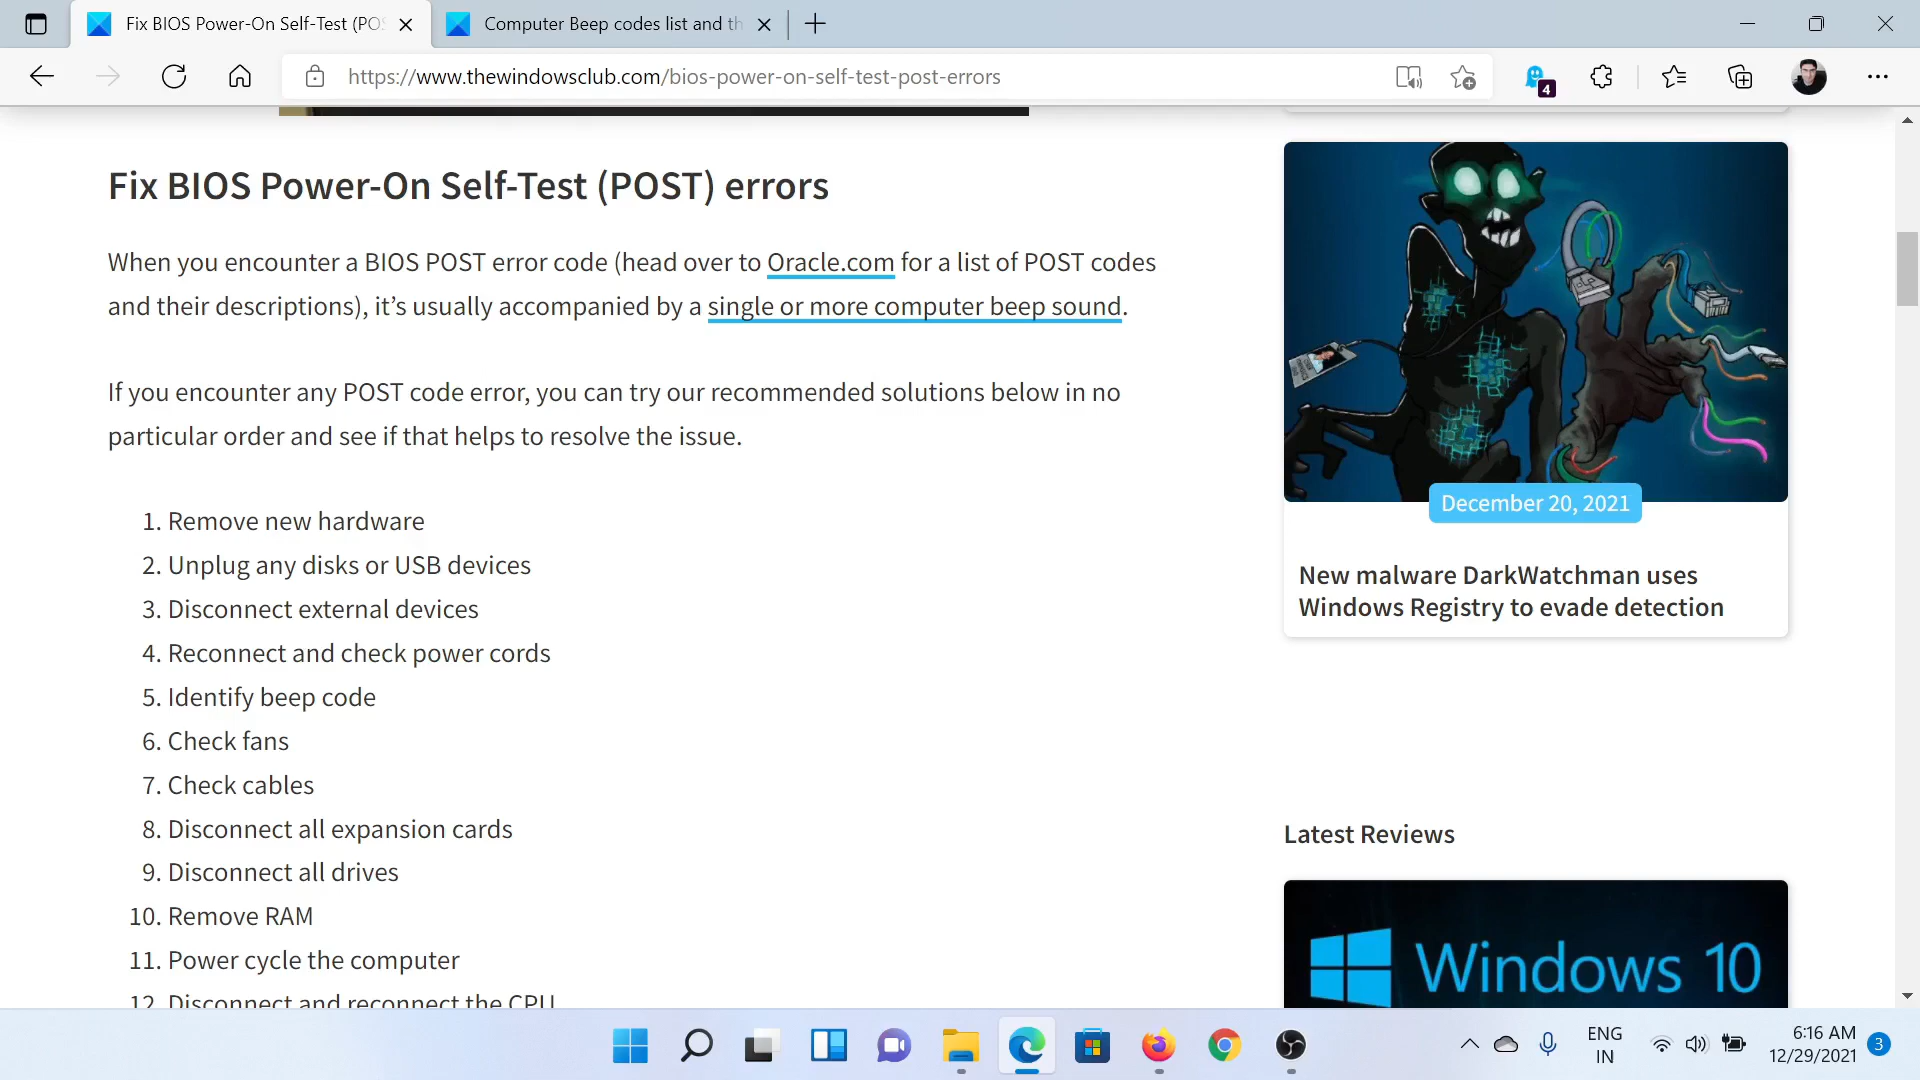 Fix BIOS Power-On Self-Test (POS
Computer Beep codes list and th
https://www.thewindowsclub.com/bios-power-on-self-test-post-errors
4
Fix BIOS Power-On Self-Test (POST) errors
When you encounter a BIOS POST error code (head over to Oracle.com for a list of POST codes
and their descriptions), it’s usually accompanied by a single or more computer beep sound.
If you encounter any POST code error, you can try our recommended solutions below in no
particular order and see if that helps to resolve the issue.
1. Remove new hardware
2. Unplug any disks or USB devices
3. Disconnect external devices
4. Reconnect and check power cords
5. Identify beep code
6. Check fans
7. Check cables
8. Disconnect all expansion cards
9. Disconnect all drives
10. Remove RAM
11. Power cycle the computer
12. Disconnect and reconnect the CPU
December 20, 2021
New malware DarkWatchman uses
Windows Registry to evade detection
Latest Reviews
Windows 10
ENG
IN
6:16 AM
12/29/2021
3